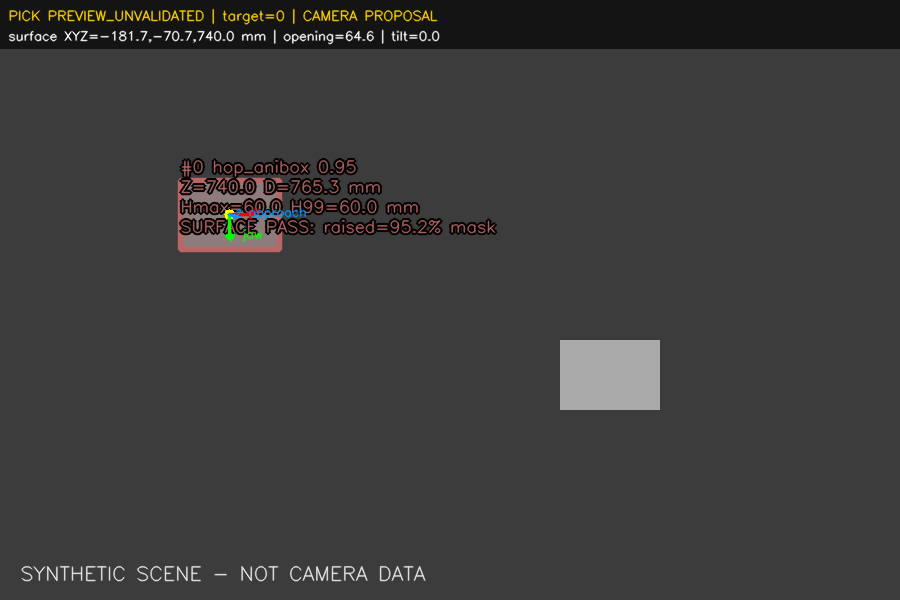 PICK PREVIEW_UNVALIDATED | target=0 | CAMERA PROPOSAL
surface XYZ=-181.7,-70.7,740.0 mm | opening=64.6 | tilt=0.0
#0 hop_anibox 0.95
Z=740.0 D=765.3 mm
Hmax=60.0 H99=60.0 mm
approach
SURFACE PASS: raised=95.2% mask
jaw
SYNTHETIC SCENE - NOT CAMERA DATA